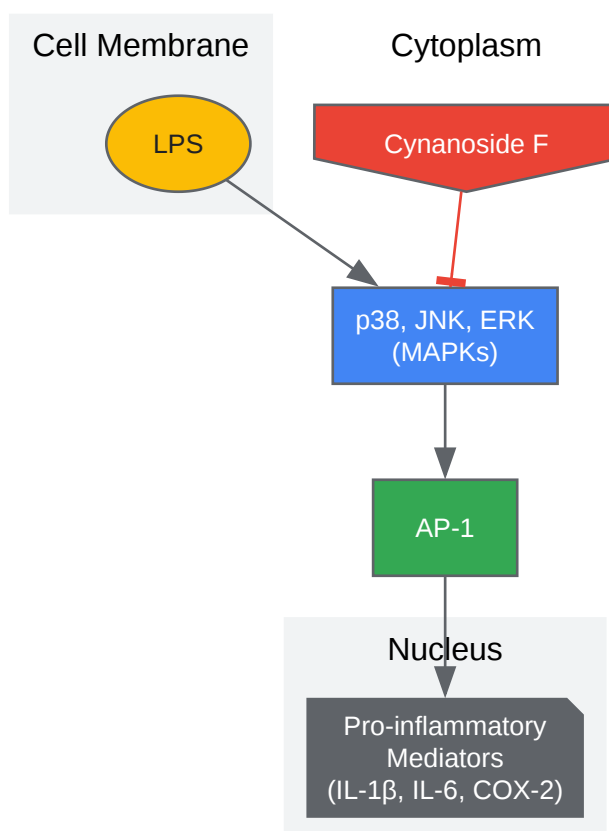 Cell Membrane
Cytoplasm
LPS
Cynanoside F
p38, JNK, ERK
(MAPKs)
AP-1
Nucleus
Pro-inflammatory
Mediators
(IL-1β, IL-6, COX-2)